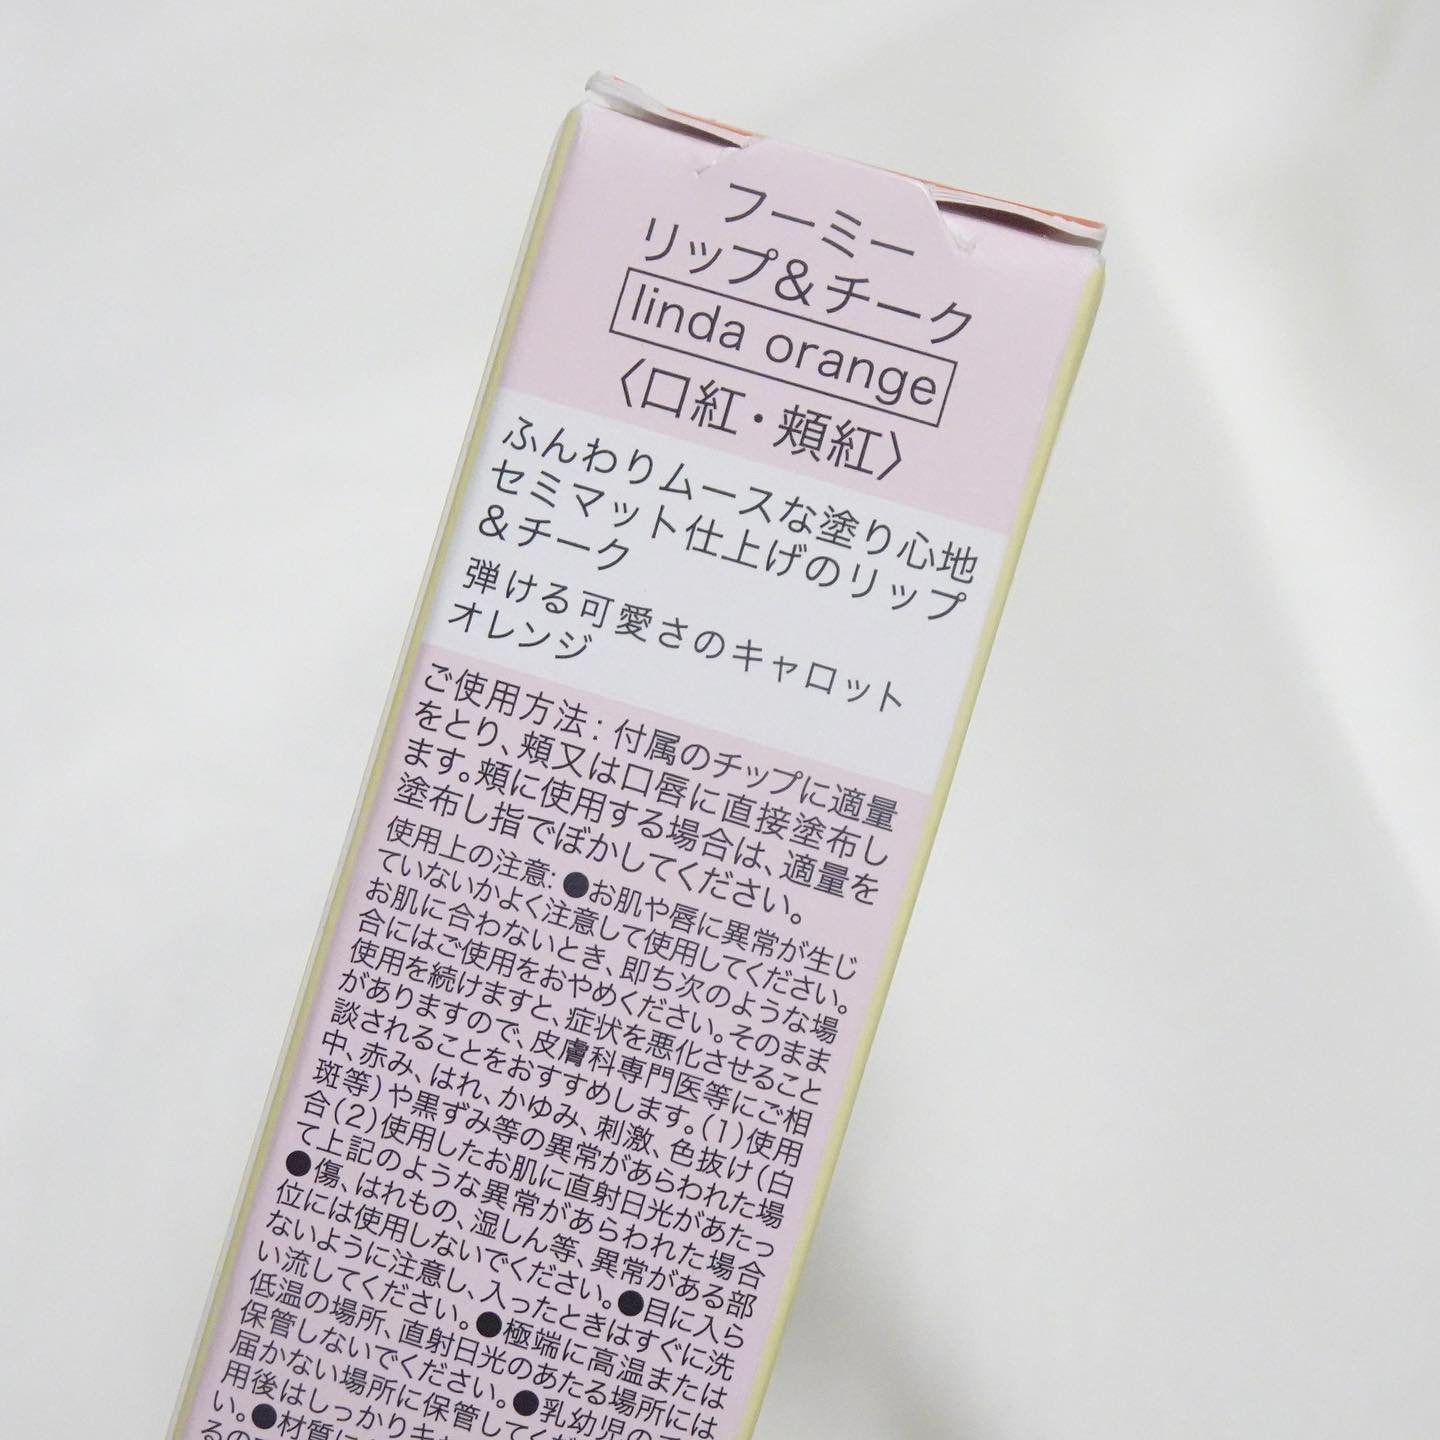 フーミー
リップ&チーク
linda orange
〈口紅・頬紅〉
ふんわりムースな塗り心地
セミマット仕上げのリップ
&チーク
弾ける可愛さのキャロット
オレンジ
ご使用方法：付属のチップに適量
をとり、頬又は口唇に直接塗布し
ます。頬に使用する場合は、適量を
塗布し指でぼかしてください。
使用上の注意：●お肌や唇に異常が生じ
ていないかよく注意して使用してください。
お肌に合わないとき、即ち次のような場
合にはご使用をおやめください。そのまま
使用を続けますと、症状を悪化させること
がありますので、皮膚科専門医等にご相
談されることをおすすめします。(1)使用
中、赤み、はれ、かゆみ、刺激、色抜け(白
斑等)や黒ずみ等の異常があらわれた場
合(2)使用したお肌に直射日光があたっ
て上記のような異常があらわれた場合
●傷、はれもの、湿しん等、異常がある部
位には使用しないでください。●目に入ら
ないように注意し、入ったときはすぐに洗
い流してください。●極端に高温または
低温の場所、直射日光のあたる場所には
保管しないでください。●乳幼児の
届かない場所に保管してく
用後はしっかり
い。●材質に
るの